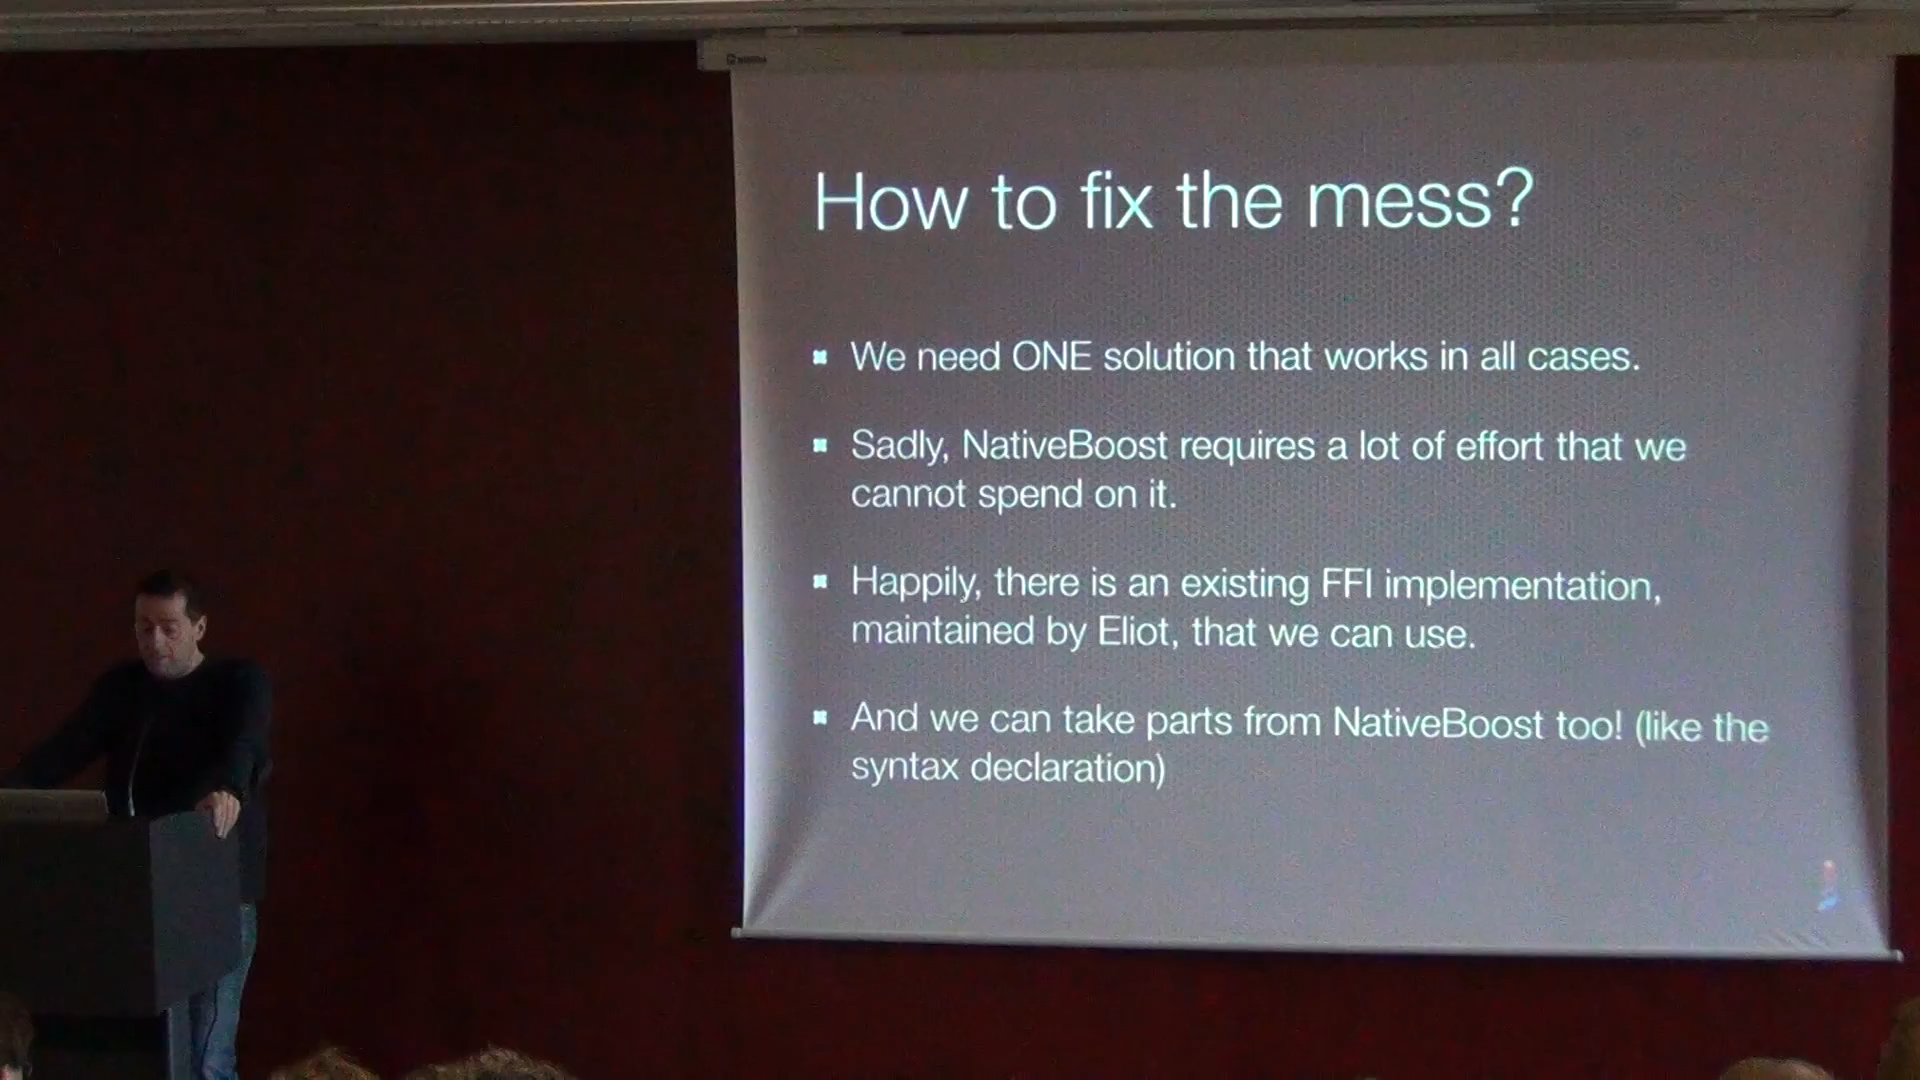 How to fix the mess?
We need ONE solution that works in all cases.
Sadly, NativeBoost requires a lot of effort that we
cannot spend on it.
Happily, there is an existing FFI implementation,
maintained by Eliot, that we can use.
And we can take parts from NativeBoost too! (like the
syntax declaration)